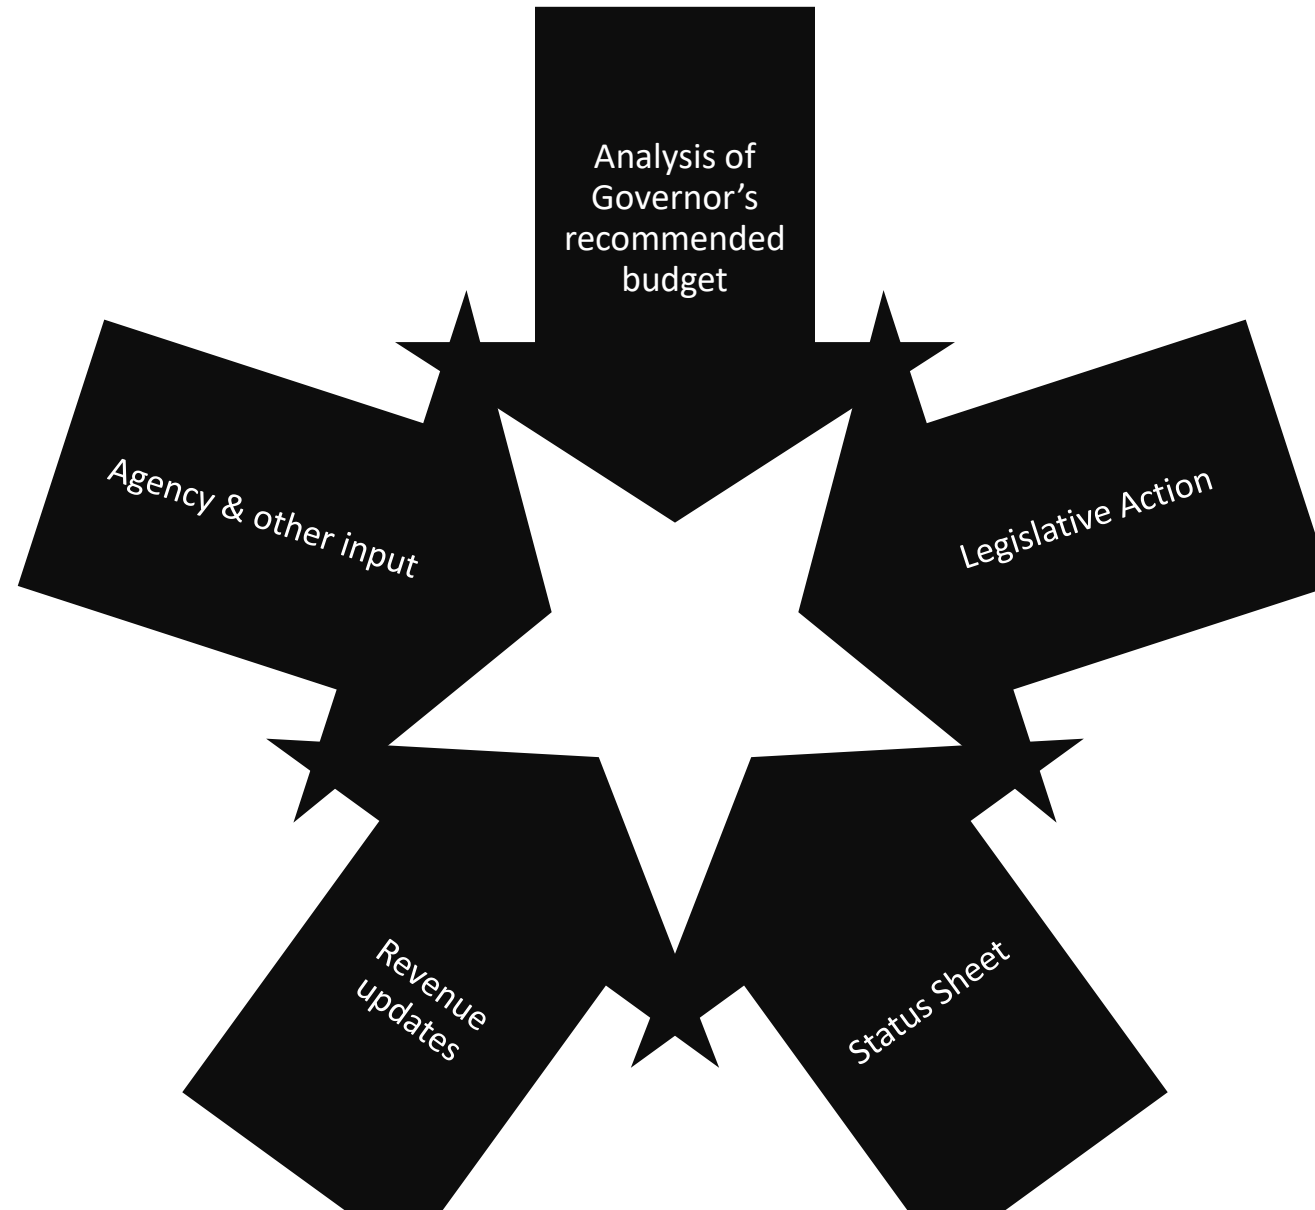 Analysis of
Governor’s
recommended
budget
Agency & other input
Legislative Action
Revenue
updates
Status Sheet